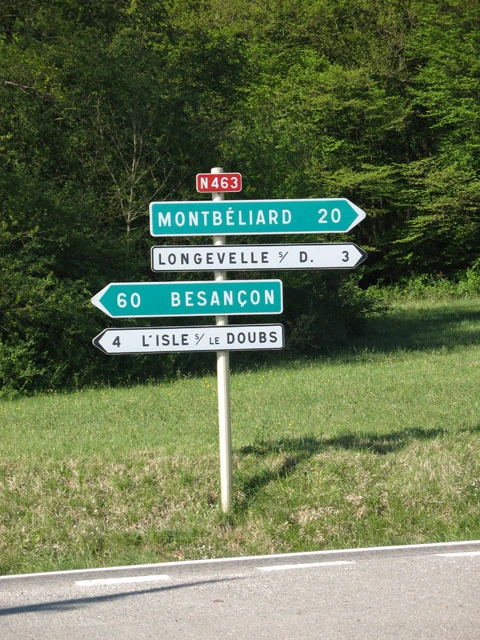 N463
MONTBÉLIARD 20
LONGEVELLE S/ D. 3
60 BESANÇON
4 L'ISLE S/ LE DOUBS